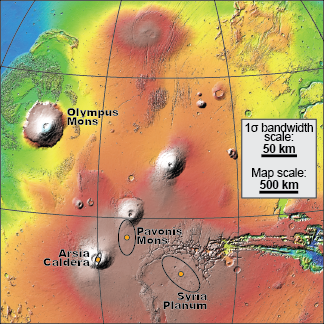 Olympus
Mons
1σ bandwidth
scale:
50 km
Map scale:
500 km
Pavonis
Mons
Arsia
Caldera
Syria
Planum